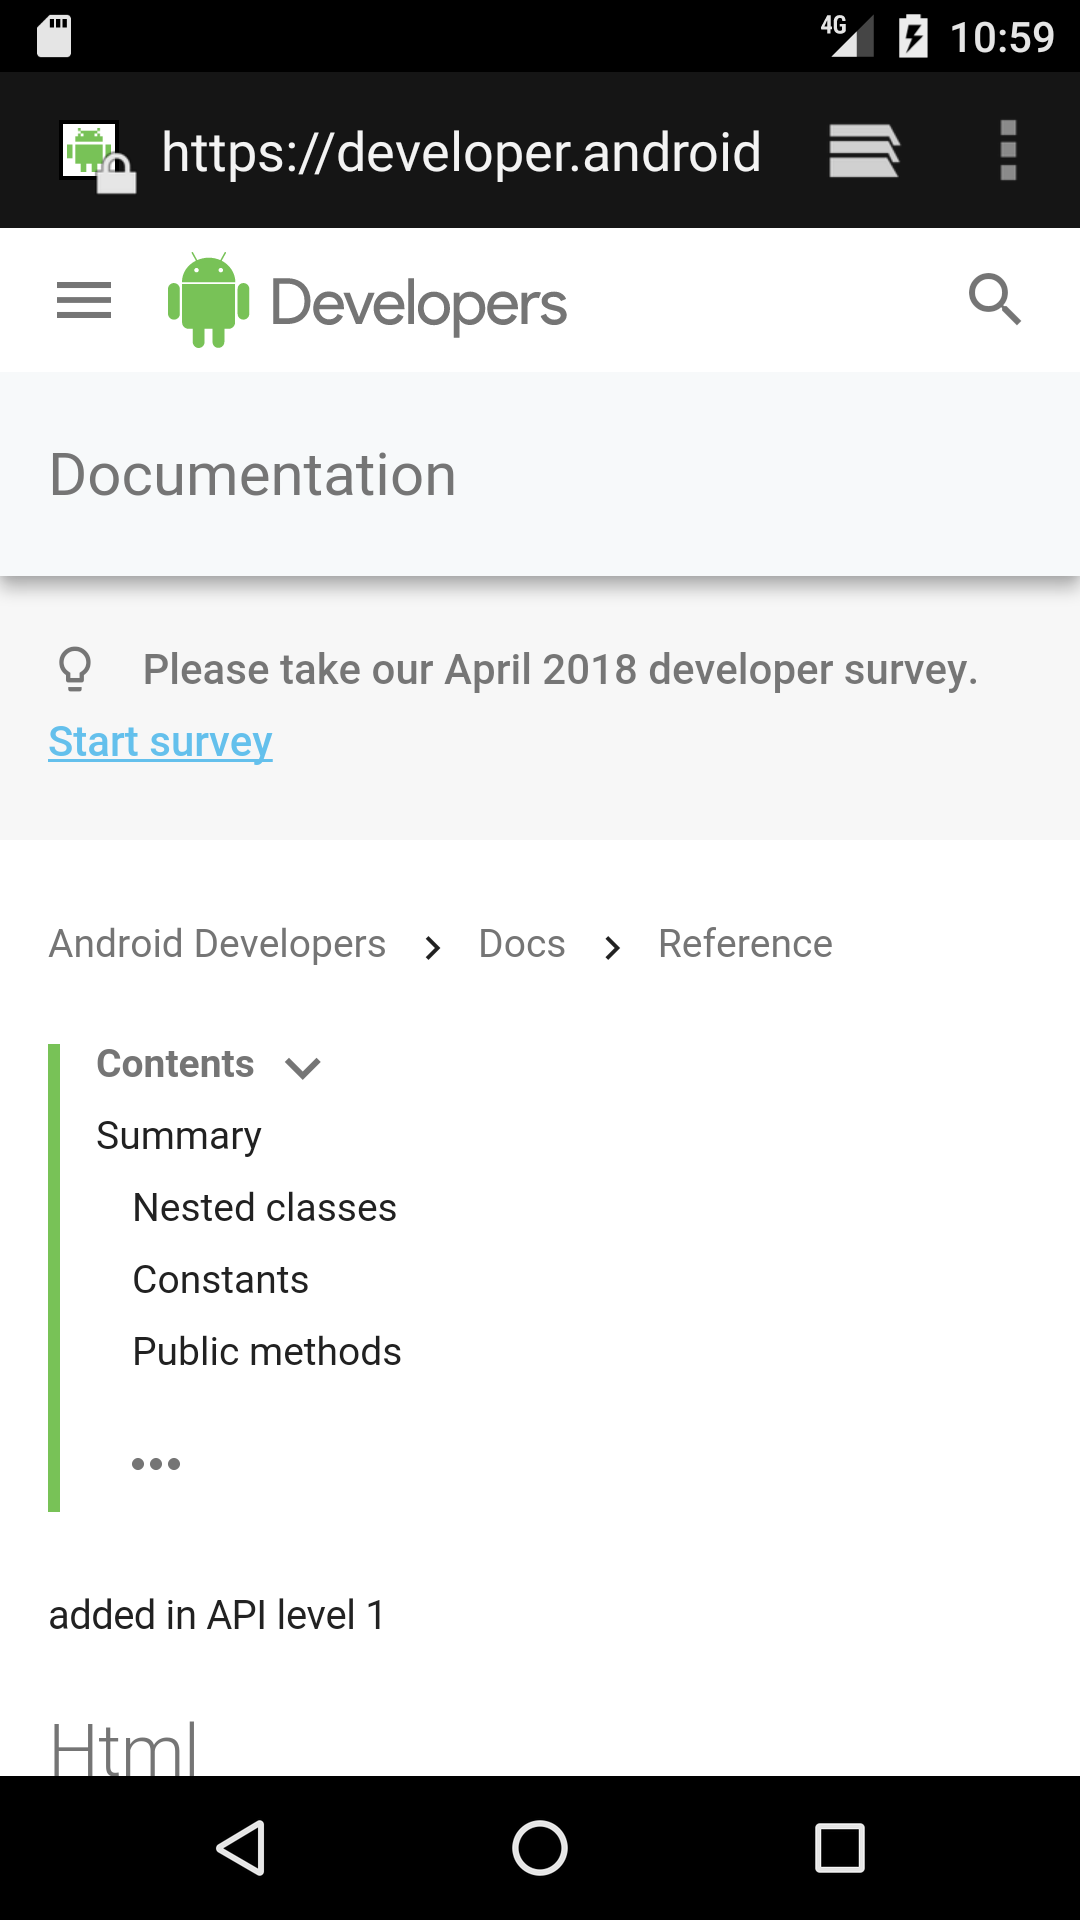 4G 10:59
https://developer.android
Developers
Documentation
Please take our April 2018 developer survey.
Start survey
Android Developers > Docs > Reference
Contents
Summary
Nested classes
Constants
Public methods
•••
added in API level 1
Html